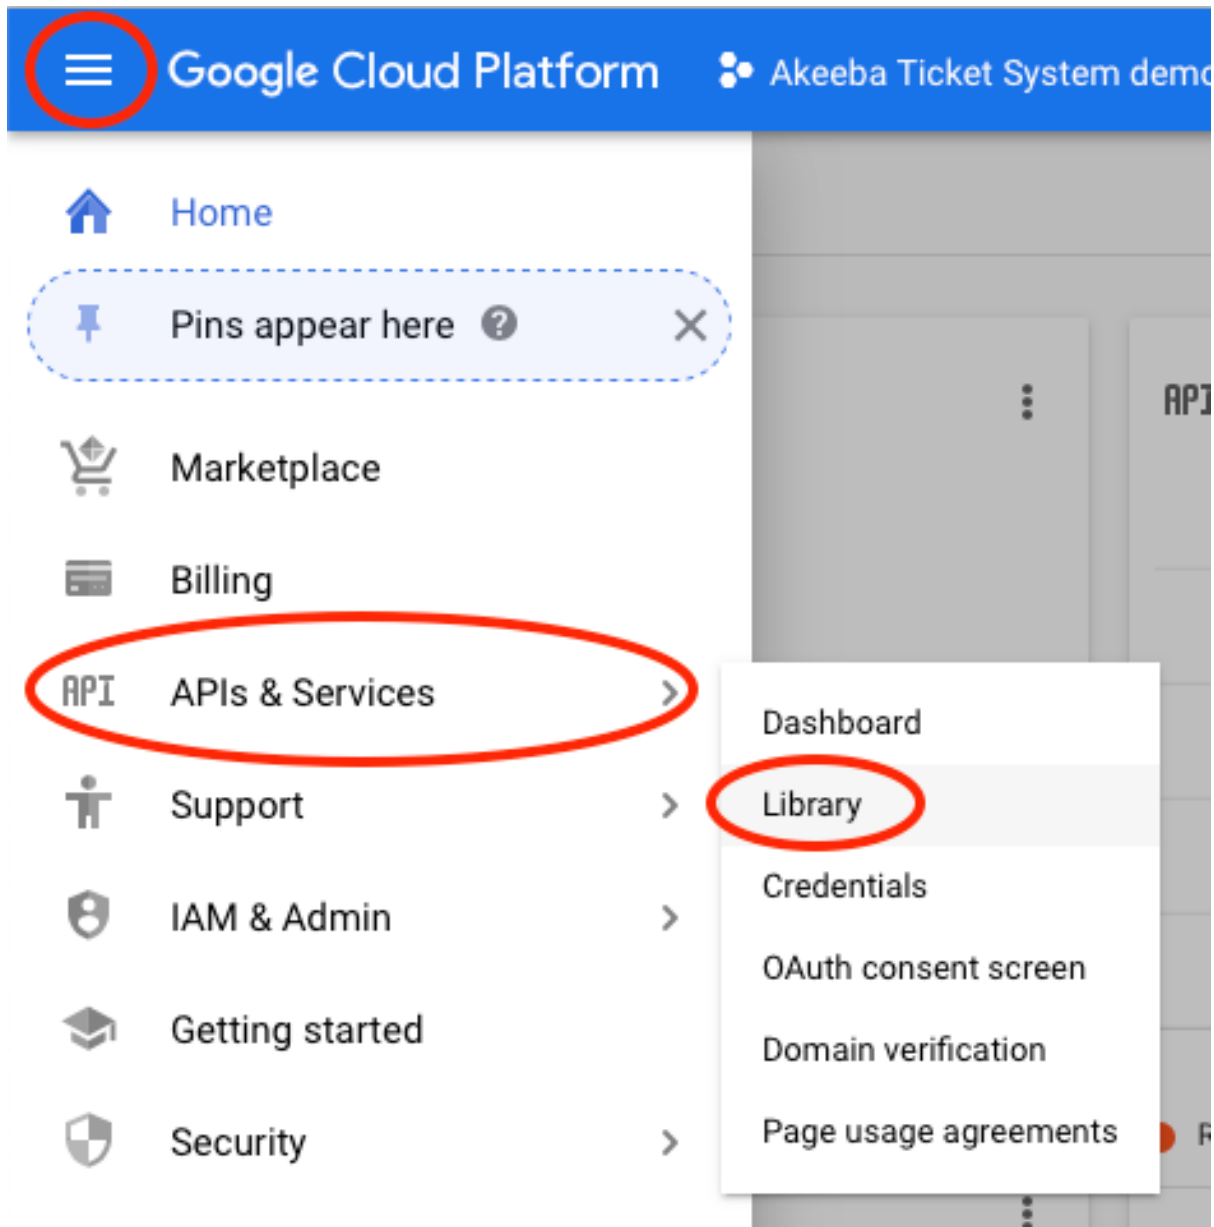 Google Cloud Platform
Akeeba Ticket System demo
Home
Pins appear here
Marketplace
API
Billing
API APIs & Services
Dashboard
Support
Library
Credentials
IAM & Admin
OAuth consent screen
Getting started
Domain verification
Security
Page usage agreements